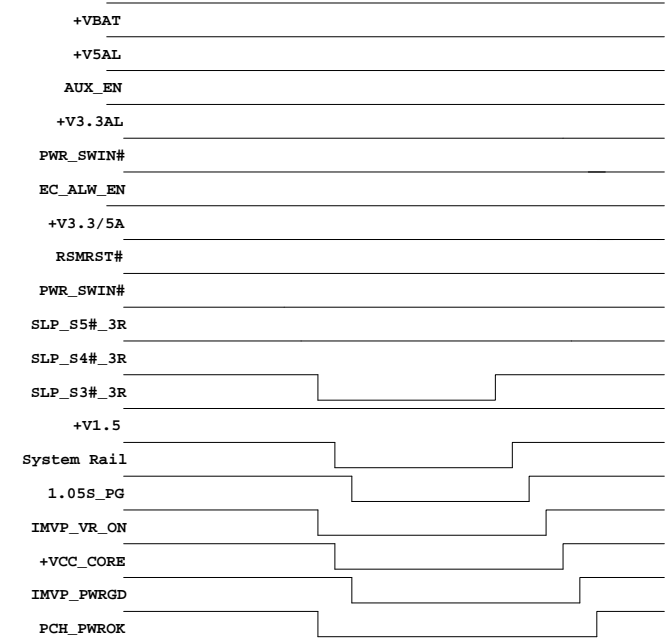 +VBAT
+V5AL
AUX_EN
+V3.3AL
PWR_SWIN#
EC_ALW_EN
+V3.3/5A
RSMRST#
PWR_SWIN#
SLP_S5#_3R
SLP_S4#_3R
SLP_S3#_3R
+V1.5
System Rail
1.05S_PG
IMVP_VR_ON
+VCC_CORE
IMVP_PWRGD
PCH_PWROK